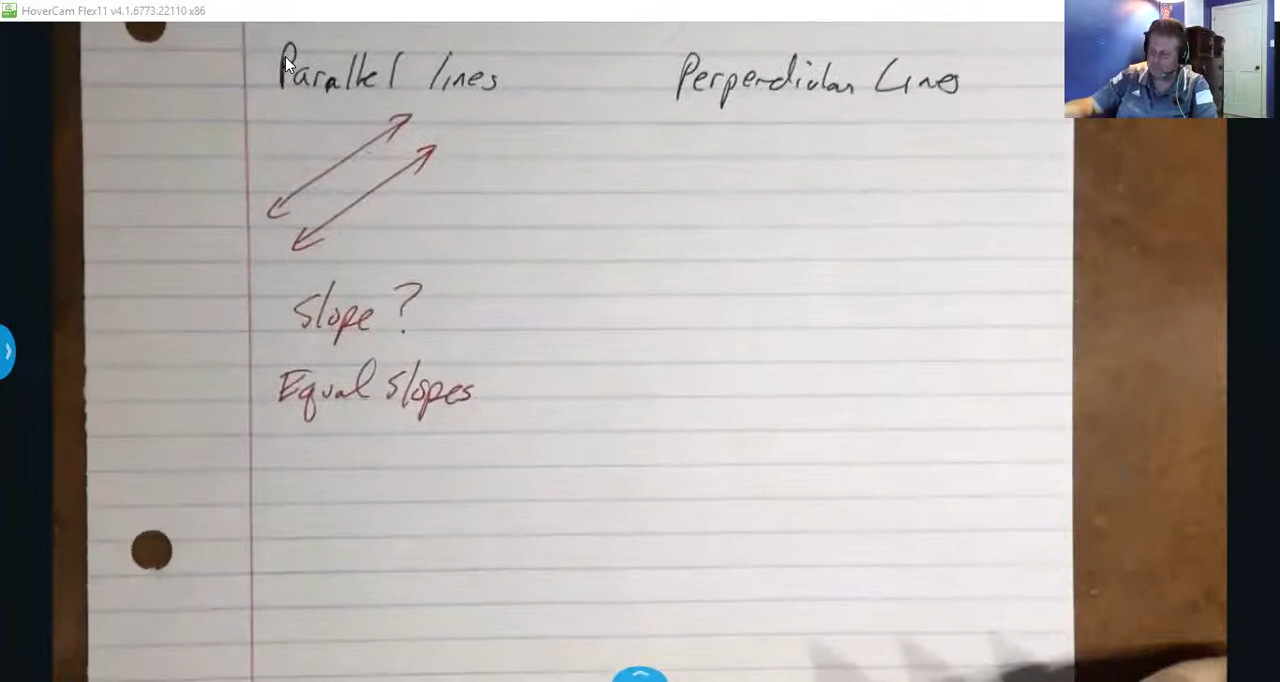 HoverCam Flex11 v4.1.6773.22110 x86
Parallel lines
Perpendicular Lines
Slope ?
Equal slopes